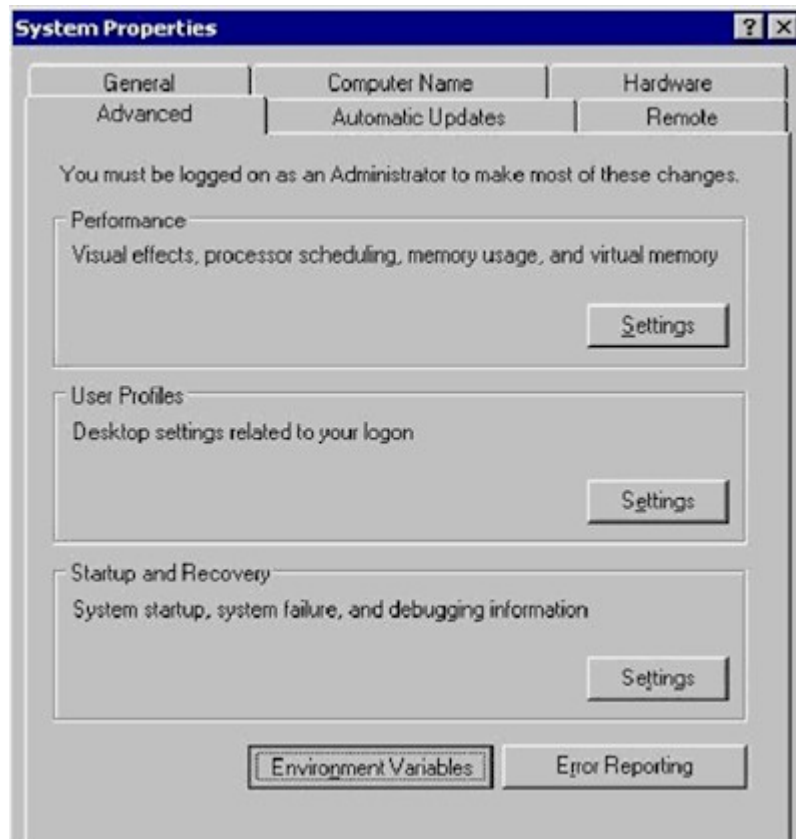 System Properties
General
Computer Name
Hardware
Advanced
Automatic Updates
Remote
You must be logged on as an Administrator to make most of these changes.
Performance
Visual effects, processor scheduling, memory usage, and virtual memory
Settings
User Profiles
Desktop settings related to your logon
Settings
Startup and Recovery
System startup, system failure, and debugging information
Settings
Environment Variables
Error Reporting